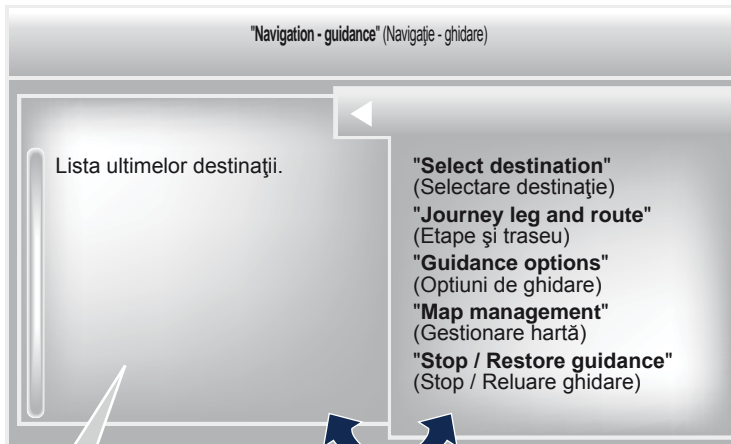 "Navigation - guidance" (Navigaţie - ghidare)
Lista ultimelor destinaţii.
"Select destination"
(Selectare destinaţie)
"Journey leg and route"
(Etape şi traseu)
"Guidance options"
(Optiuni de ghidare)
"Map management"
(Gestionare hartă)
"Stop / Restore guidance"
(Stop / Reluare ghidare)